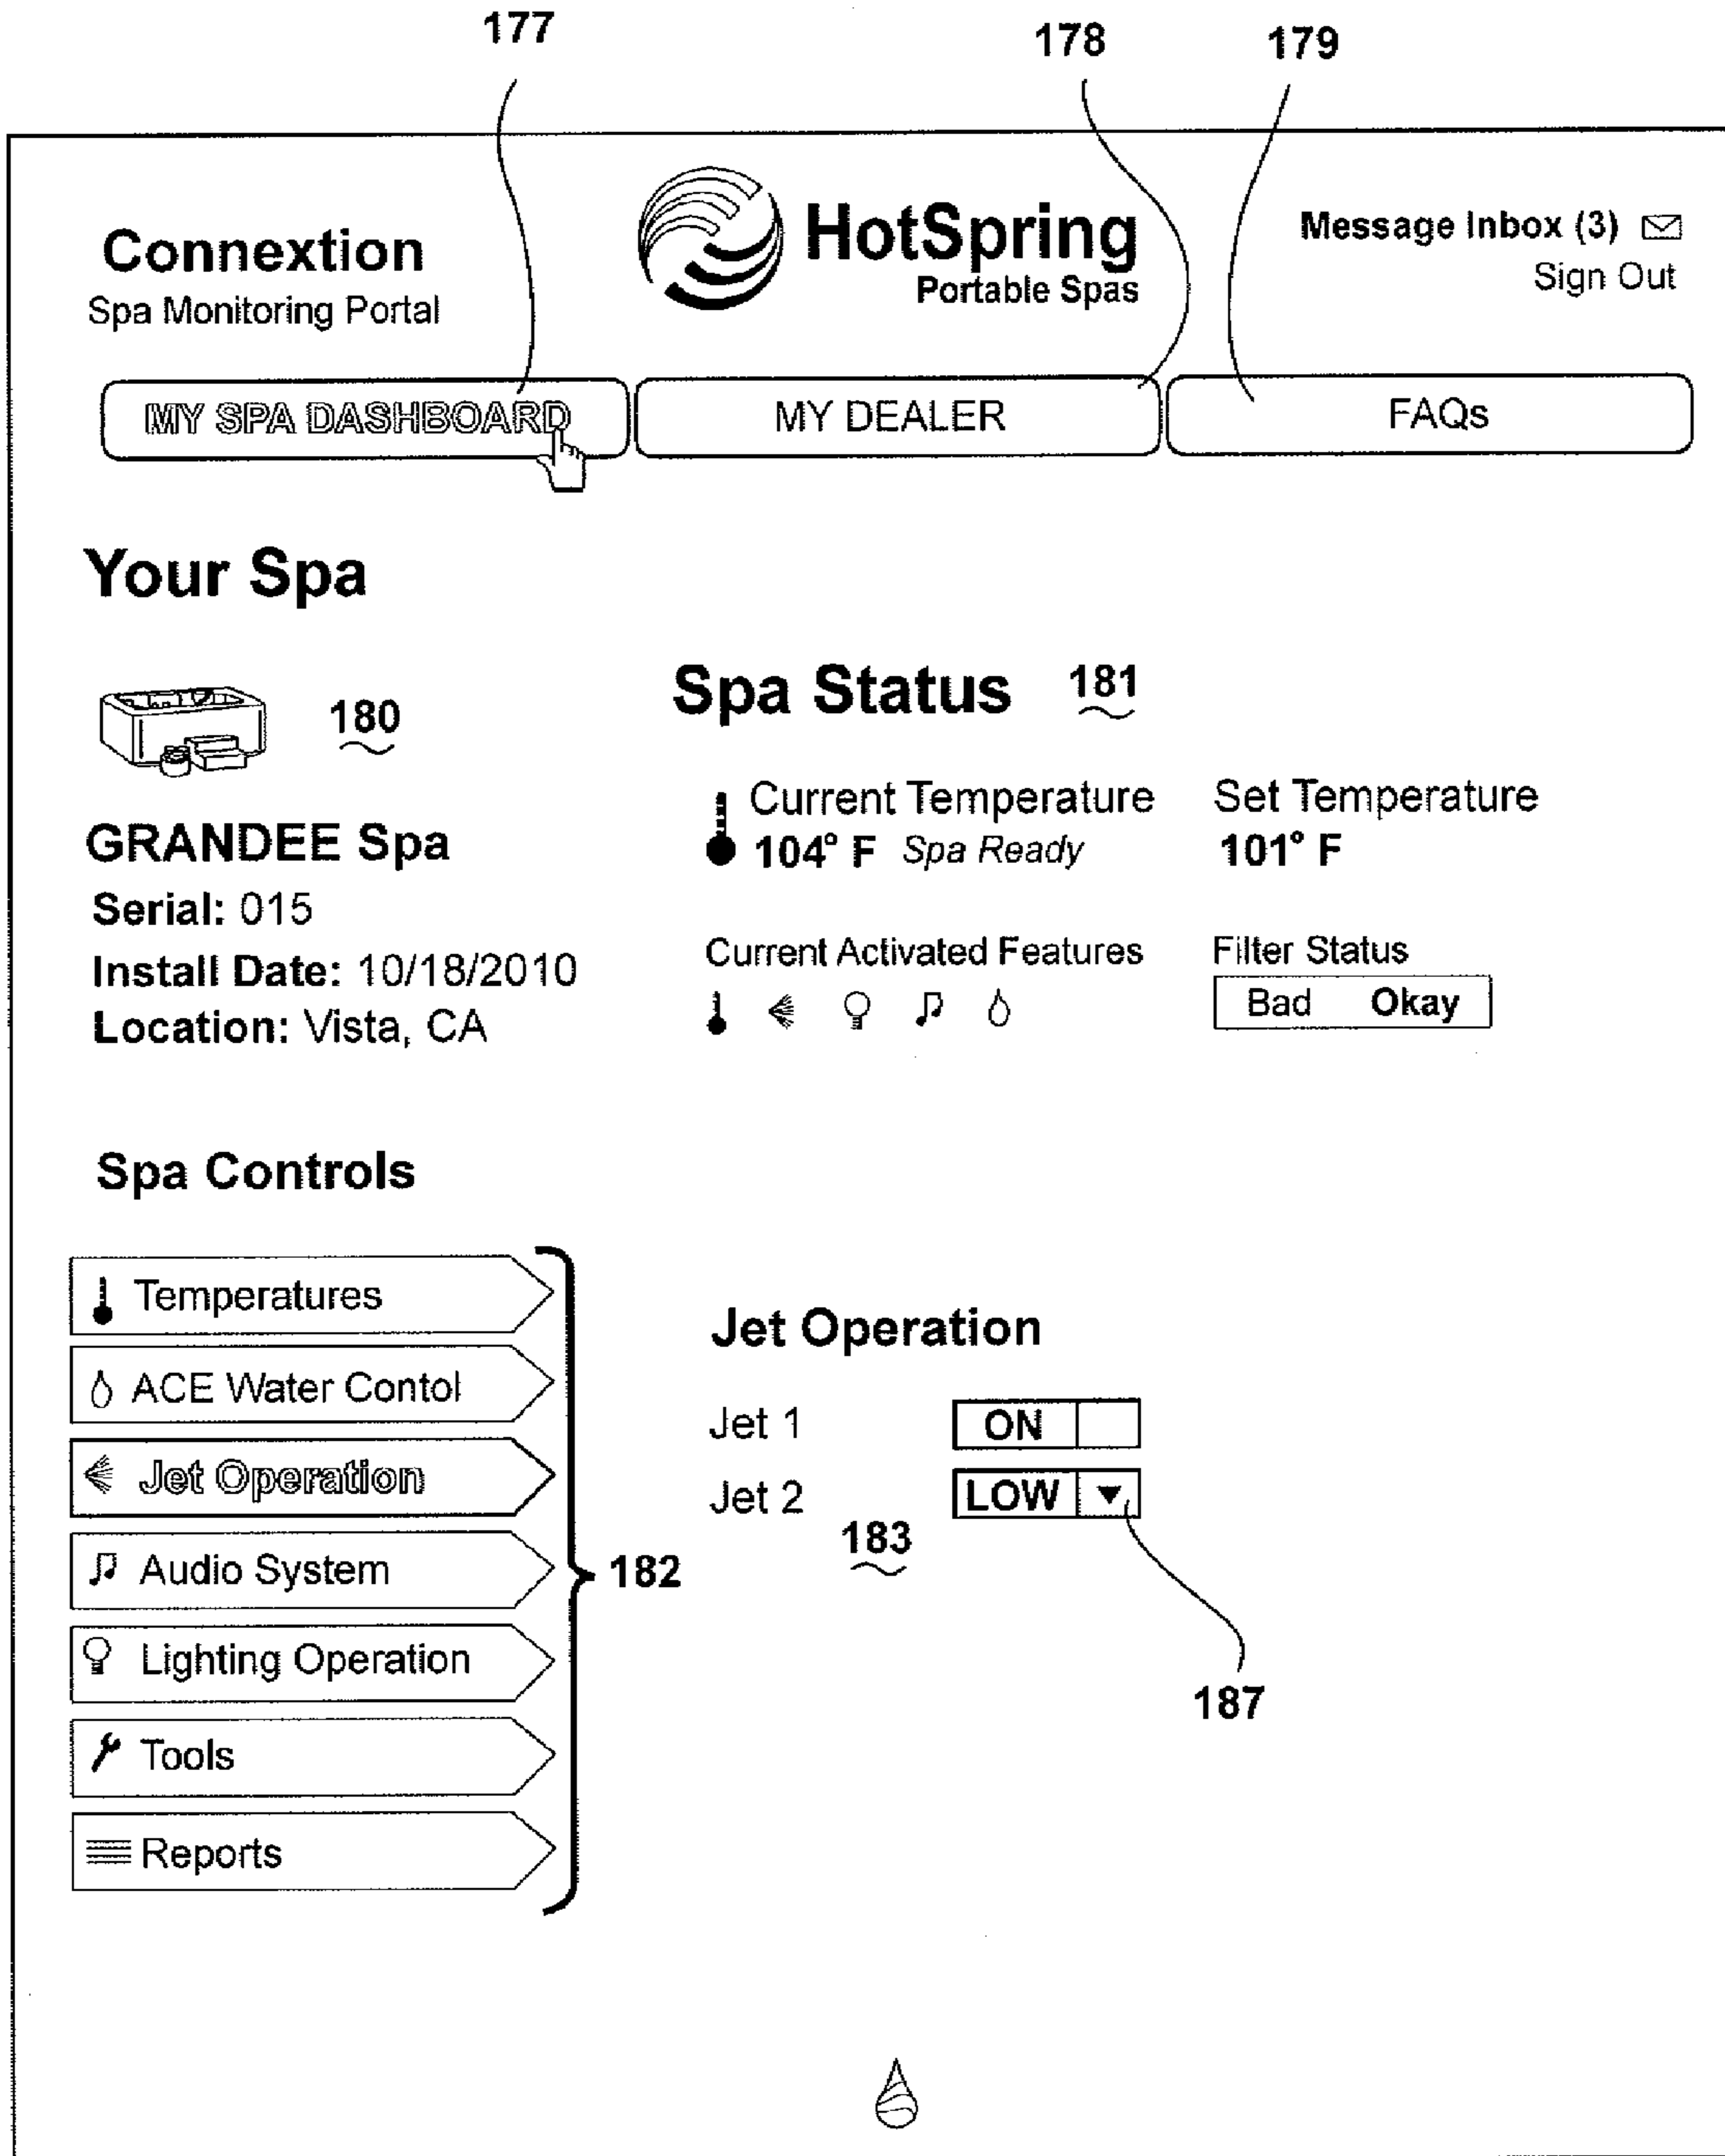 177
178
179
Connextion
Spa Monitoring Portal
HotSpring
Portable Spas
Message Inbox (3)
Sign Out
MY SPA DASHBOARD
MY DEALER
FAQs
Your Spa
180
GRANDEE Spa
Serial: 015
Install Date: 10/18/2010
Location: Vista, CA
Spa Status
181
Current Temperature
104° F Spa Ready
Set Temperature
101° F
Current Activated Features
Filter Status
Bad Okay
Spa Controls
Temperatures
ACE Water Contol
Jet Operation
Audio System
Lighting Operation
Tools
Reports
182
Jet Operation
Jet 1 ON
Jet 2 LOW
183
187